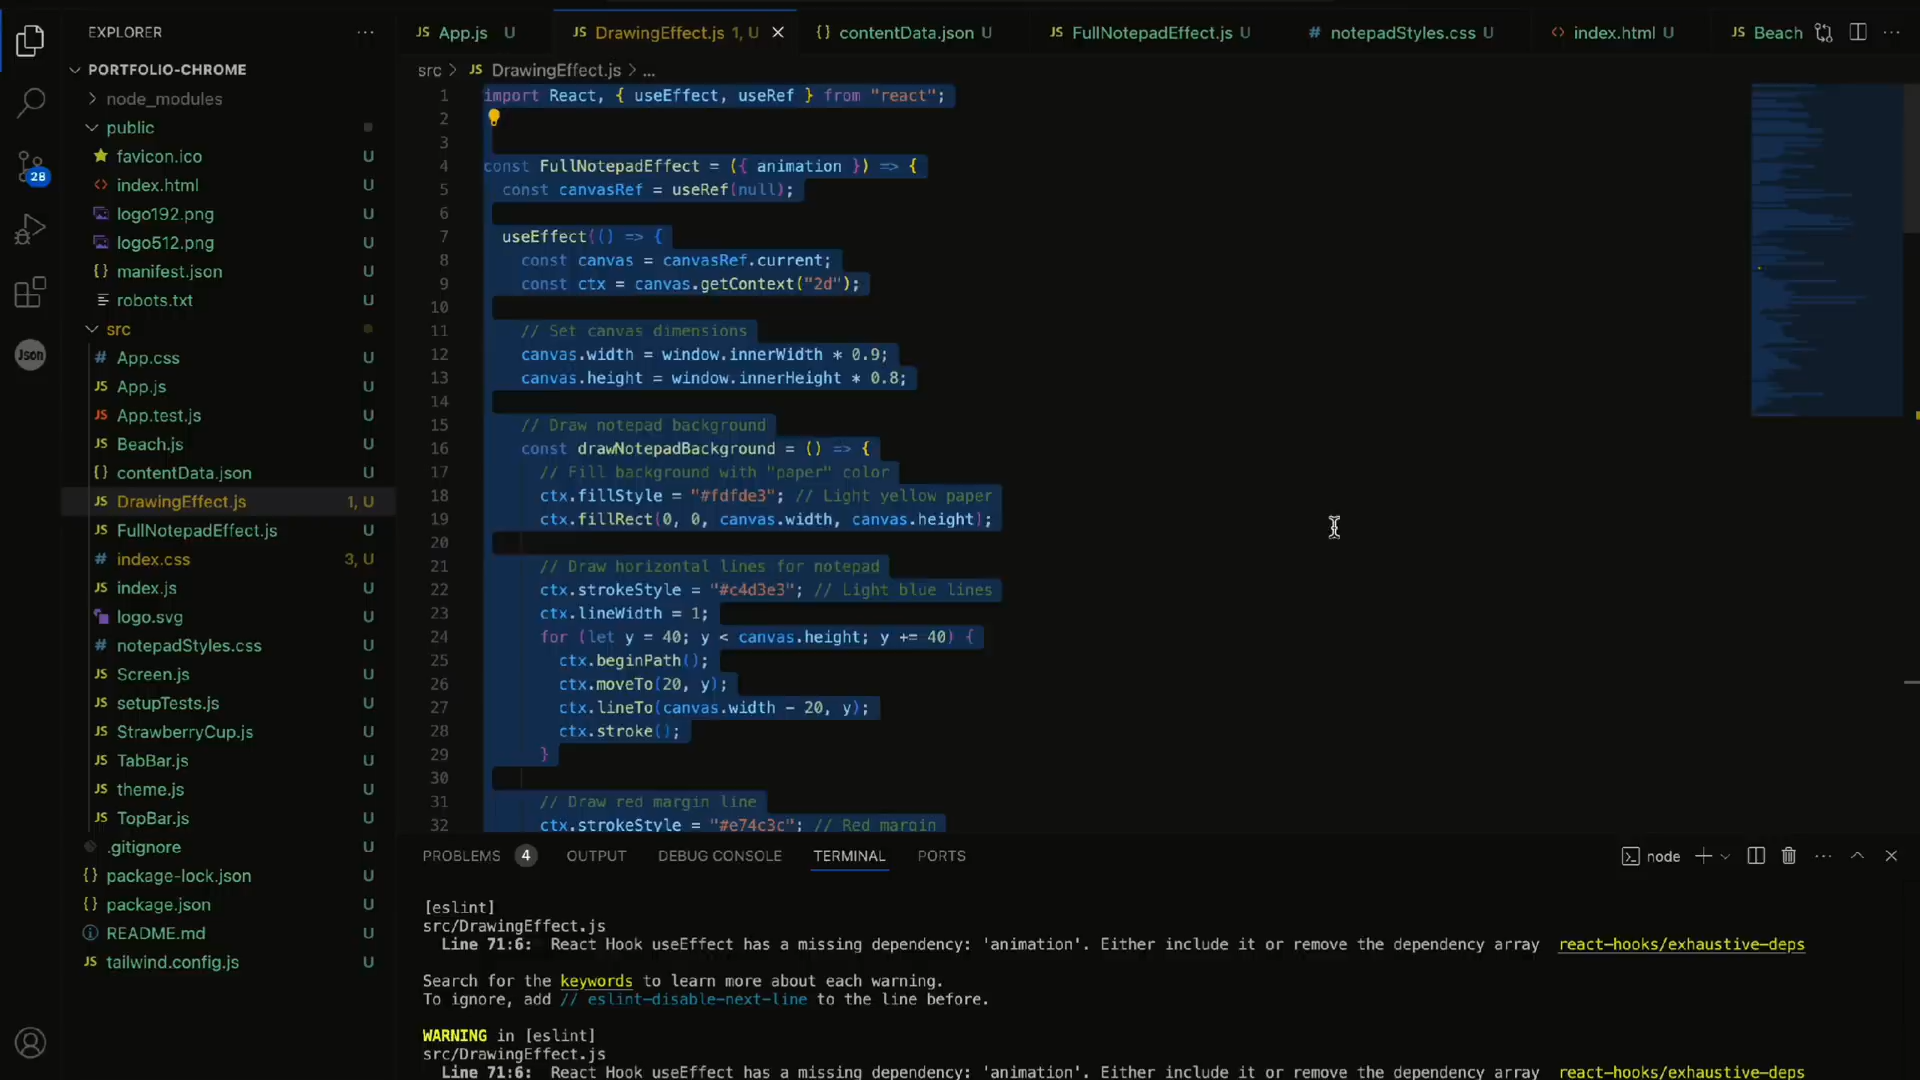 EXPLORER
PORTFOLIO-CHROME
node_modules
public
favicon.ico U
index.html U
logo192.png U
logo512.png U
manifest.json U
robots.txt U
src
App.css U
App.js U
App.test.js U
Beach.js U
contentData.json U
DrawingEffect.js 1, U
FullNotepadEffect.js U
index.css 3, U
index.js U
logo.svg U
notepadStyles.css U
Screen.js U
setupTests.js U
StrawberryCup.js U
TabBar.js U
theme.js U
TopBar.js U
.gitignore U
package-lock.json U
package.json U
README.md U
tailwind.config.js U
28
Json
JS App.js U JS DrawingEffect.js 1, U {} contentData.json U JS FullNotepadEffect.js U # notepadStyles.css U <> index.html U JS Beach
src > JS DrawingEffect.js > ...
1 import React, { useEffect, useRef } from "react";
2
3
4 const FullNotepadEffect = ({ animation }) => {
5 const canvasRef = useRef(null);
6
7 useEffect(() => {
8 const canvas = canvasRef.current;
9 const ctx = canvas.getContext("2d");
10
11 // Set canvas dimensions
12 canvas.width = window.innerWidth * 0.9;
13 canvas.height = window.innerHeight * 0.8;
14
15 // Draw notepad background
16 const drawNotepadBackground = () => {
17 // Fill background with "paper" color
18 ctx.fillStyle = "#fdfde3"; // Light yellow paper
19 ctx.fillRect(0, 0, canvas.width, canvas.height);
20
21 // Draw horizontal lines for notepad
22 ctx.strokeStyle = "#c4d3e3"; // Light blue lines
23 ctx.lineWidth = 1;
24 for (let y = 40; y < canvas.height; y += 40) {
25 ctx.beginPath();
26 ctx.moveTo(20, y);
27 ctx.lineTo(canvas.width - 20, y);
28 ctx.stroke();
29 }
30
31 // Draw red margin line
32 ctx.strokeStyle = "#e74c3c"; // Red margin
PROBLEMS 4 OUTPUT DEBUG CONSOLE TERMINAL PORTS node
[eslint]
src/DrawingEffect.js
Line 71:6: React Hook useEffect has a missing dependency: 'animation'. Either include it or remove the dependency array react-hooks/exhaustive-deps
Search for the keywords to learn more about each warning.
To ignore, add // eslint-disable-next-line to the line before.
WARNING in [eslint]
src/DrawingEffect.js
Line 71:6: React Hook useEffect has a missing dependency: 'animation'. Either include it or remove the dependency array react-hooks/exhaustive-deps